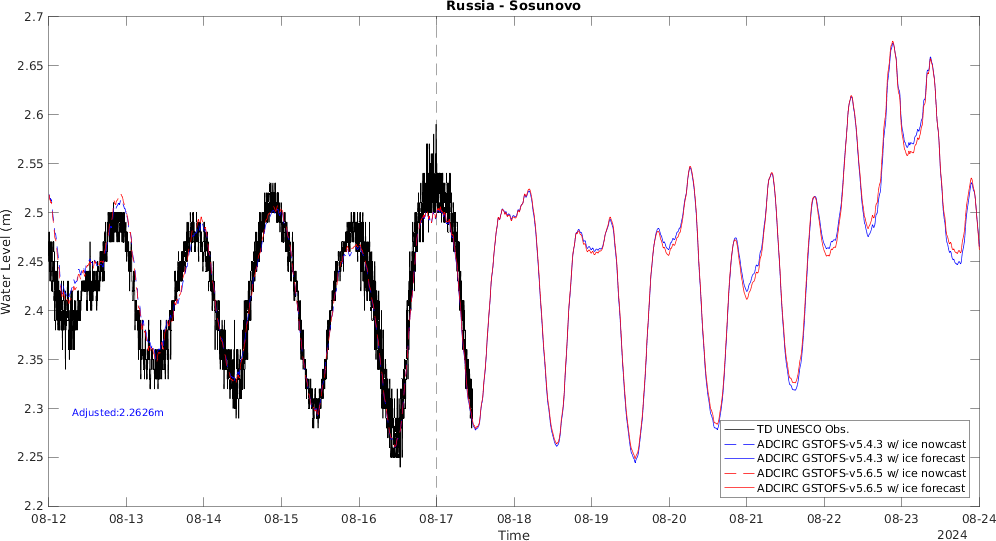 Russia - Sosunovo
2.7
2.65
2.6
2.55
2.5
2.45
2.4
2.35
2.3
2.25
2.2
Water Level (m)
Adjusted:2.2626m
TD UNESCO Obs.
ADCIRC GSTOFS-v5.4.3 w/ ice nowcast
ADCIRC GSTOFS-v5.4.3 w/ ice forecast
ADCIRC GSTOFS-v5.6.5 w/ ice nowcast
ADCIRC GSTOFS-v5.6.5 w/ ice forecast
08-12 08-13 08-14 08-15 08-16 08-17 08-18 08-19 08-20 08-21 08-22 08-23 08-24
Time
2024